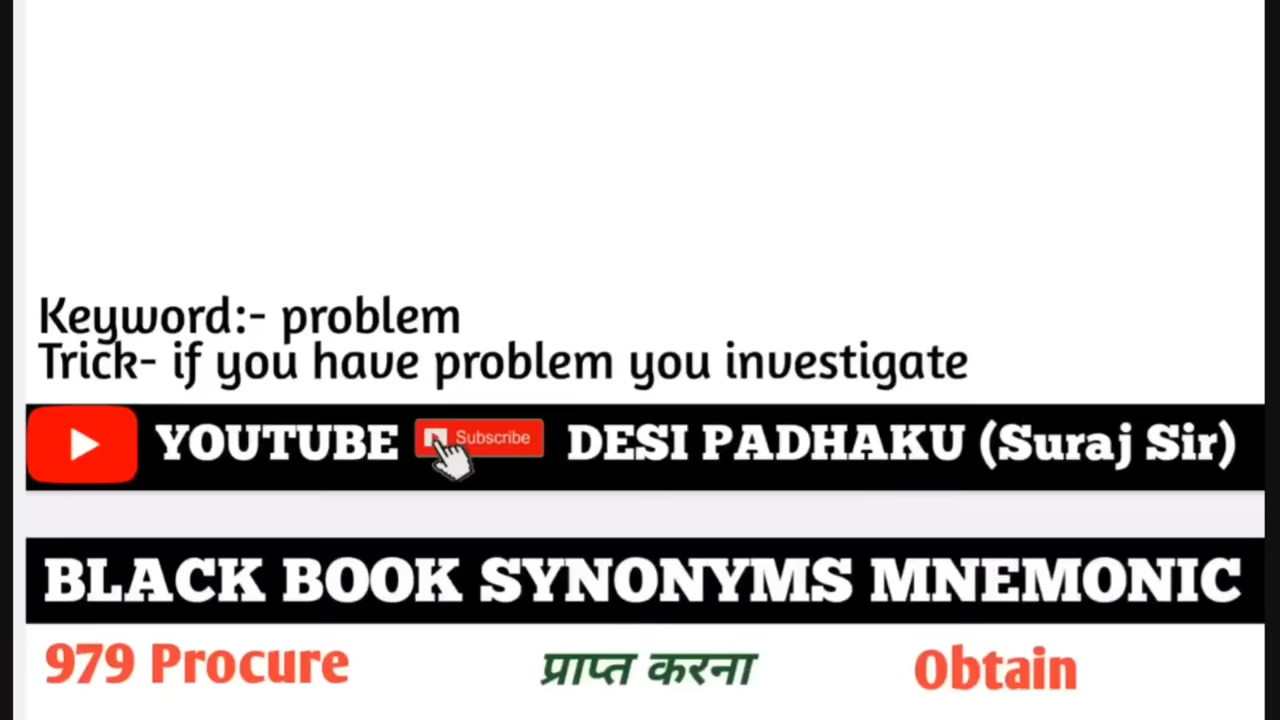 Keyword:- problem
Trick- if you have problem you investigate
YOUTUBE Subscribe DESI PADHAKU (Suraj Sir)
BLACK BOOK SYNONYMS MNEMONIC
979 Procure प्राप्त करना Obtain